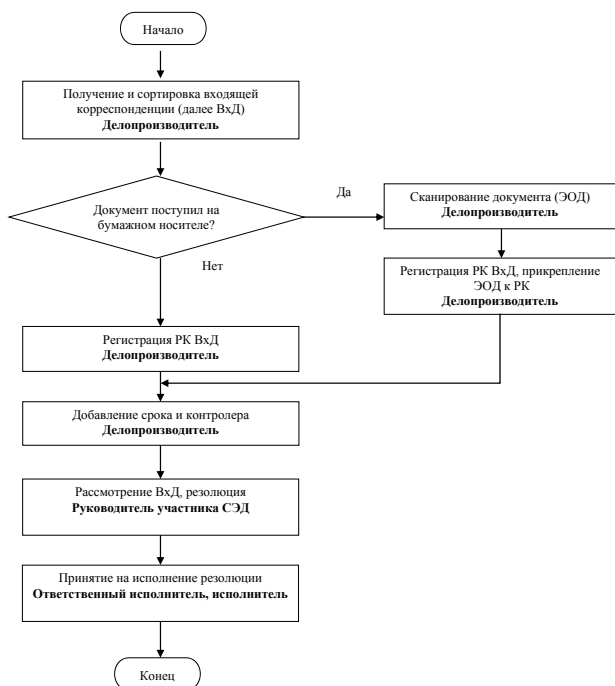 Начало
Получение и сортировка входящей
корреспонденции (далее ВхД)
Делопроизводитель
Документ поступил на
бумажном носителе?
Да
Сканирование документа (ЭОД)
Делопроизводитель
Нет
Регистрация РК ВхД, прикрепление
ЭОД к РК
Делопроизводитель
Регистрация РК ВхД
Делопроизводитель
Добавление срока и контролера
Делопроизводитель
Рассмотрение ВхД, резолюция
Руководитель участника СЭД
Принятие на исполнение резолюции
Ответственный исполнитель, исполнитель
Конец